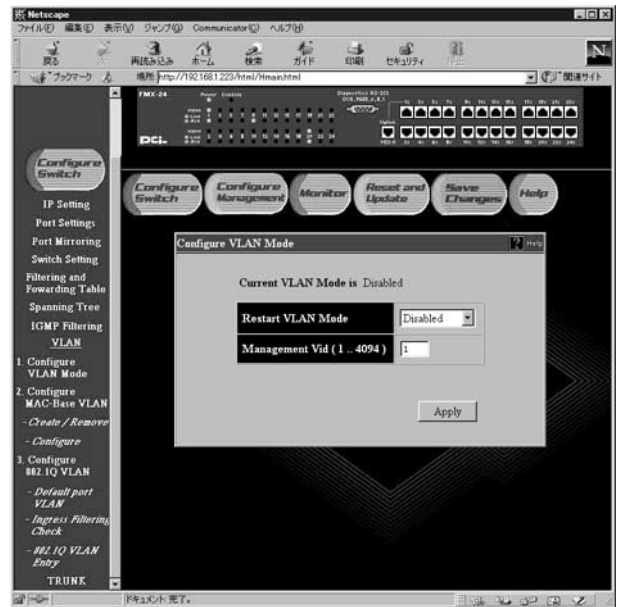 Netscape
ファイル(F) 編集(E) 表示(V) ジャンプ(G) Communicator(C) ヘルプ(H)
戻る 再読み込み ホーム 検索 ガイド 印刷 セキュリティ
ブックマーク 場所: http://192.168.1.223/html/Hmain.html 関連サイト
FMX-24 Power Console
PCi.
Uplink
Configure Switch
IP Setting
Port Settings
Port Mirroring
Switch Setting
Filtering and
Fowarding Table
Spanning Tree
IGMP Filtering
VLAN
1. Configure
VLAN Mode
2. Configure
MAC-Base VLAN
- Create / Remove
- Configure
3. Configure
802.1Q VLAN
- Default port
VLAN
- Ingress Filtering
Check
- 802.1Q VLAN
Entry
TRUNK
Configure Switch
Configure Management
Monitor
Reset and Update
Save Changes
Help
Configure VLAN Mode ? Help
Current VLAN Mode is Disabled
Restart VLAN Mode Disabled
Management Vid ( 1 .. 4094 ) 1
Apply
ドキュメント: 完了。